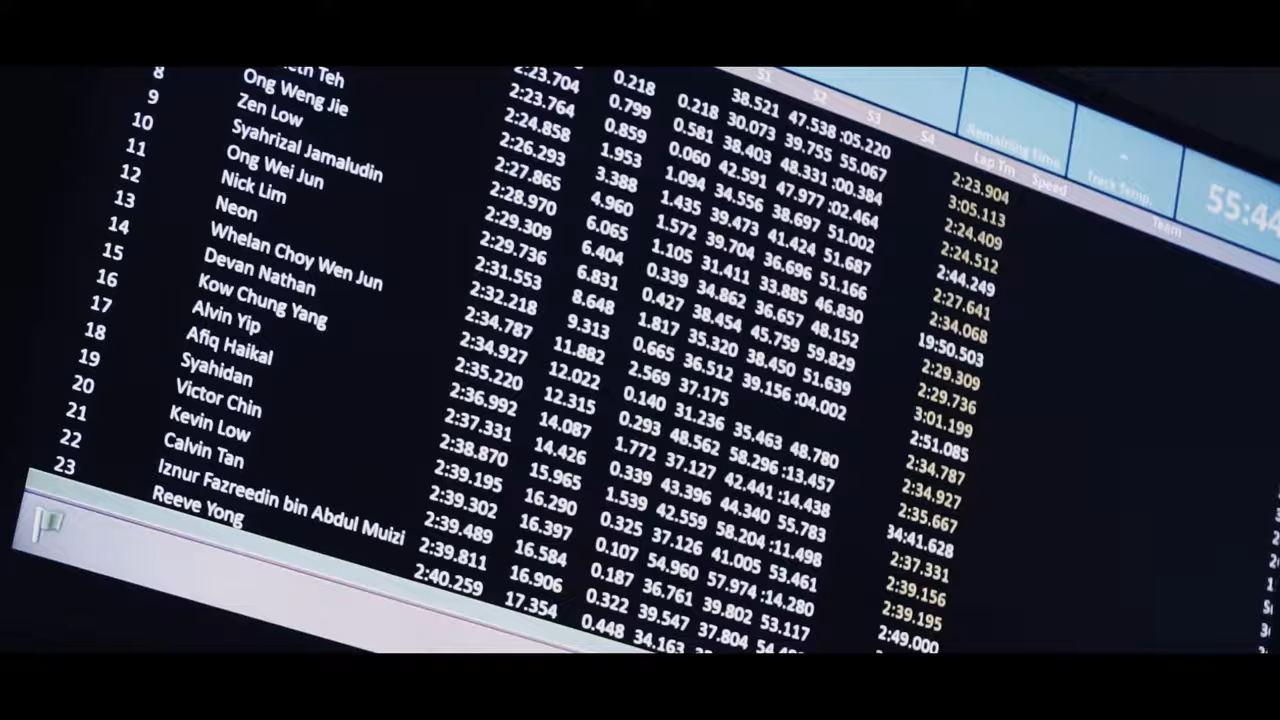 S1 S2 S3 S4 Lap Tm Speed Team
Remaining Time Track Temp.
38.521 47.538 :05.220 2:23.904
0.218 30.073 39.755 55.067 3:05.113
2:23.704 0.799 0.581 38.403 48.331 :00.384 2:24.409
2:23.764 0.859 0.060 42.591 47.977 :02.464 2:24.512
2:24.858 1.953 1.094 34.556 38.697 51.002 2:44.249
Teh 2:26.293 3.388 1.435 39.473 41.424 51.687 2:27.641
Ong Weng Jie 2:27.865 4.960 1.572 39.704 36.696 51.166 2:34.068
8 Zen Low 2:28.970 6.065 1.105 31.411 33.885 46.830 19:50.503
9 Syahrizal Jamaludin 2:29.309 6.404 0.339 34.862 36.657 48.152 2:29.309
10 Ong Wei Jun 2:29.736 6.831 0.427 38.454 45.759 59.829 2:29.736
11 Nick Lim 2:31.553 8.648 1.817 35.320 38.450 51.639 3:01.199
12 Neon 2:32.218 9.313 0.665 36.512 39.156 :04.002 2:51.085
13 Whelan Choy Wen Jun 2:34.787 11.882 2.569 37.175 2:34.787
14 Devan Nathan 2:34.927 12.022 0.140 31.236 35.463 48.780 2:34.927
15 Kow Chung Yang 2:35.220 12.315 0.293 48.562 58.296 :13.457 2:35.667
16 Alvin Yip 2:36.992 14.087 1.772 37.127 42.441 :14.438 34:41.628
17 Afiq Haikal 2:37.331 14.426 0.339 43.396 44.340 55.783 2:37.331
18 Syahidan 2:38.870 15.965 1.539 42.559 58.204 :11.498 2:39.156
19 Victor Chin 2:39.195 16.290 0.325 37.126 41.005 53.461 2:39.195
20 Kevin Low 2:39.302 16.397 0.107 54.960 57.974 :14.280 2:49.000
21 Calvin Tan 2:39.489 16.584 0.187 36.761 39.802 53.117
22 Iznur Fazreedin bin Abdul Muizi 2:39.811 16.906 0.322 39.547 37.804
23 Reeve Yong 2:40.259 17.354 0.448 34.163